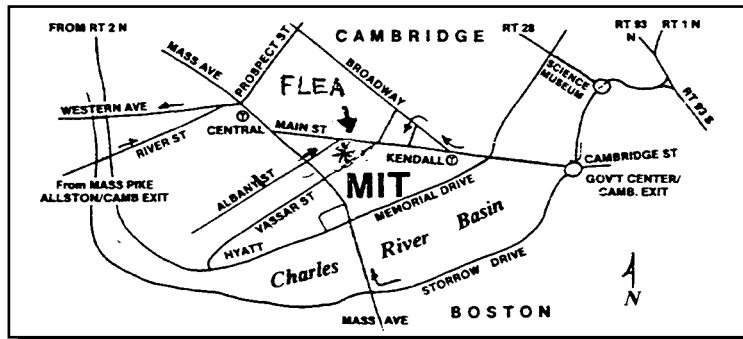 FROM RT 2 N
MASS AVE
PROSPECT ST
CAMBRIDGE
RT 28
RT 93
N
RT 1 N
BROADWAY
SCIENCE
MUSEUM
RT 93 S
FLEA
WESTERN AVE
T
CENTRAL
MAIN ST
RIVER ST
KENDALL
T
CAMBRIDGE ST
From MASS PIKE
ALLSTON/CAMB EXIT
ALBANY ST
MIT
GOV'T CENTER/
CAMB. EXIT
VASSAR ST
MEMORIAL DRIVE
HYATT
Charles River Basin
STORROW DRIVE
N
MASS AVE
BOSTON